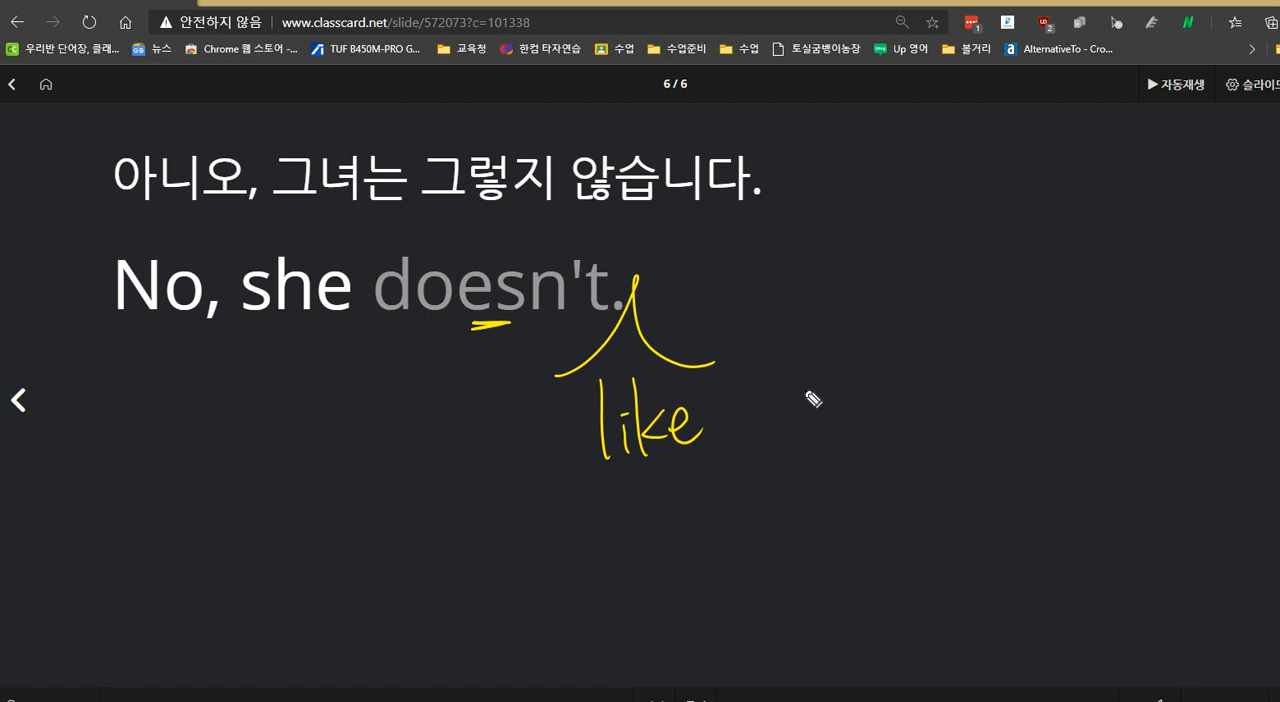 안전하지 않음 www.classcard.net/slide/572073?c=101338
우리반 단어장, 클래... 뉴스 Chrome 웹 스토어 -... TUF B450M-PRO G... 교육청 한컴 타자연습 수업 수업준비 수업 토실굼벵이농장 Up 영어 볼거리 AlternativeTo - Cro...
6 / 6 자동재생 슬라이드
아니오, 그녀는 그렇지 않습니다.
No, she doesn't.
like